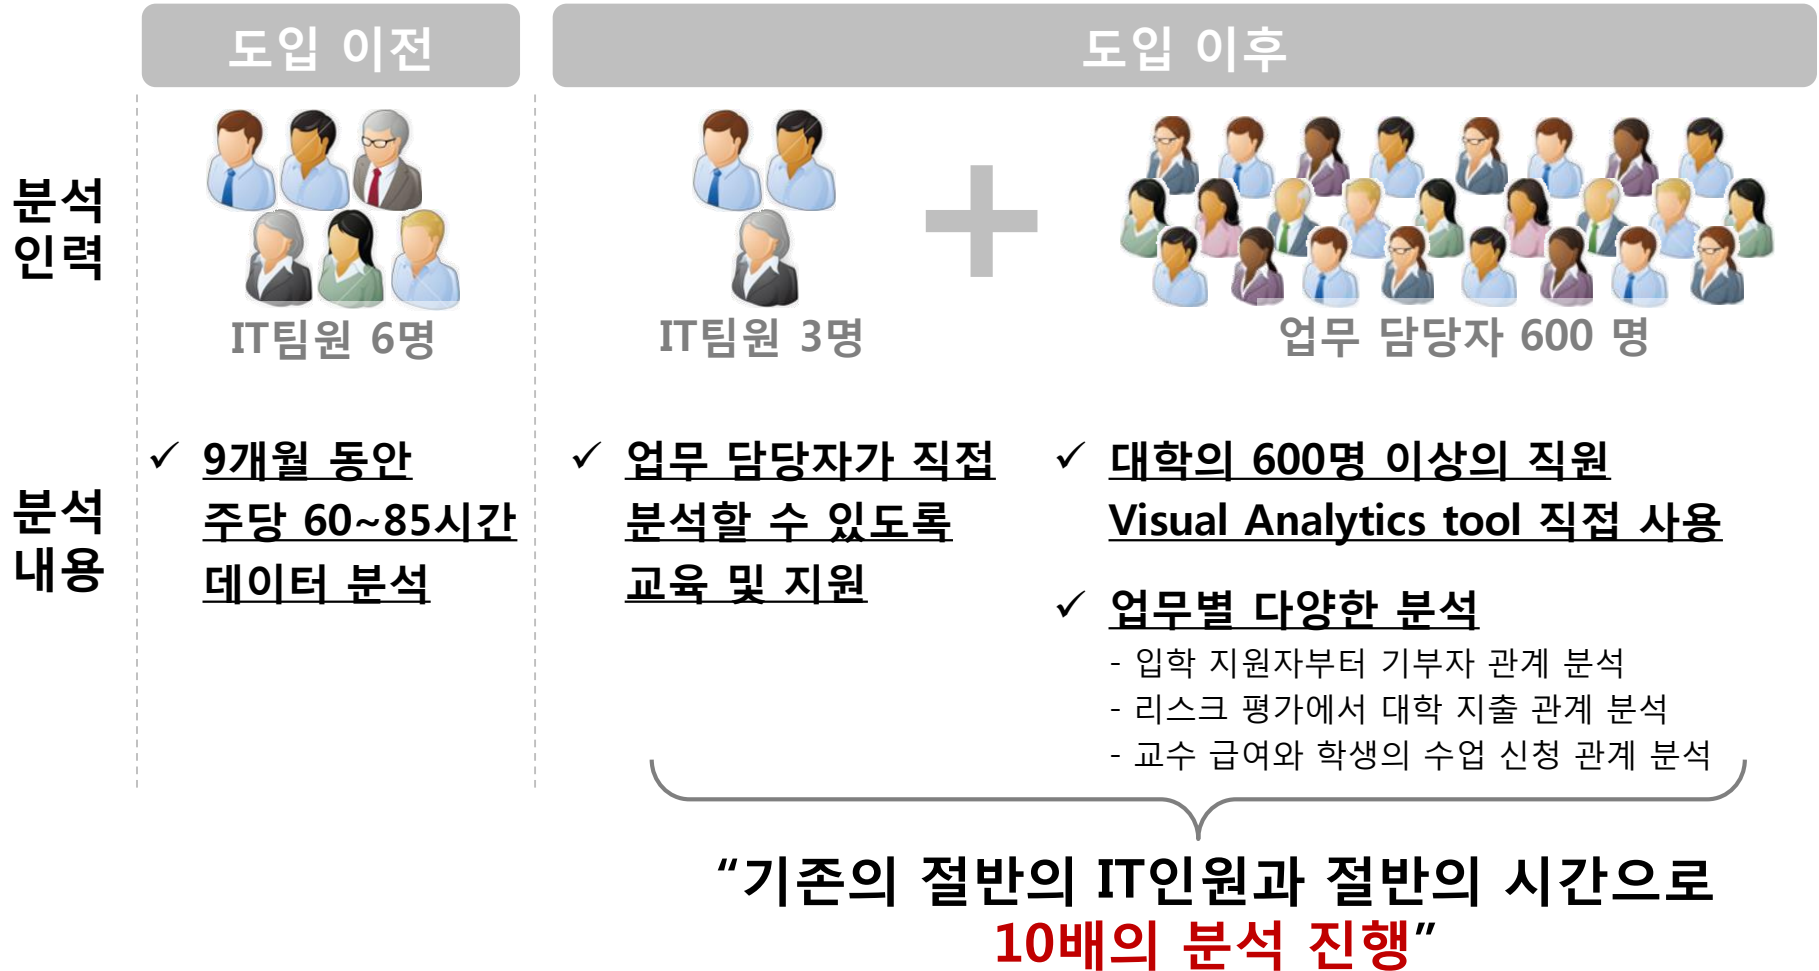 도입 이전
도입 이후
분석
인력
IT팀원 6명
IT팀원 3명
업무 담당자 600 명
분석
내용
✓ 9개월 동안
주당 60~85시간
데이터 분석
✓ 업무 담당자가 직접
분석할 수 있도록
교육 및 지원
✓ 대학의 600명 이상의 직원
Visual Analytics tool 직접 사용
✓ 업무별 다양한 분석
- 입학 지원자부터 기부자 관계 분석
- 리스크 평가에서 대학 지출 관계 분석
- 교수 급여와 학생의 수업 신청 관계 분석
“기존의 절반의 IT인원과 절반의 시간으로
10배의 분석 진행”